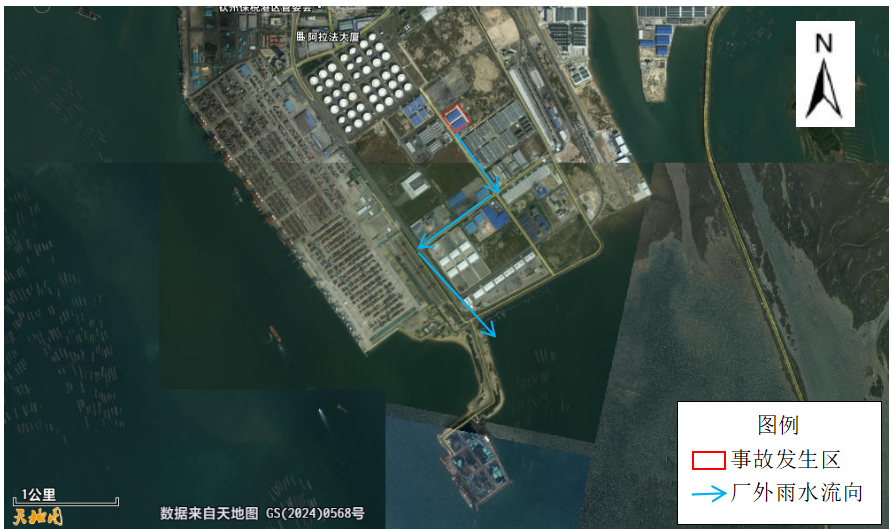 钦州保税港区管委会
阿拉法大厦
N
图例
事故发生区
厂外雨水流向
1公里
天地图
数据来自天地图 GS(2024)0568号